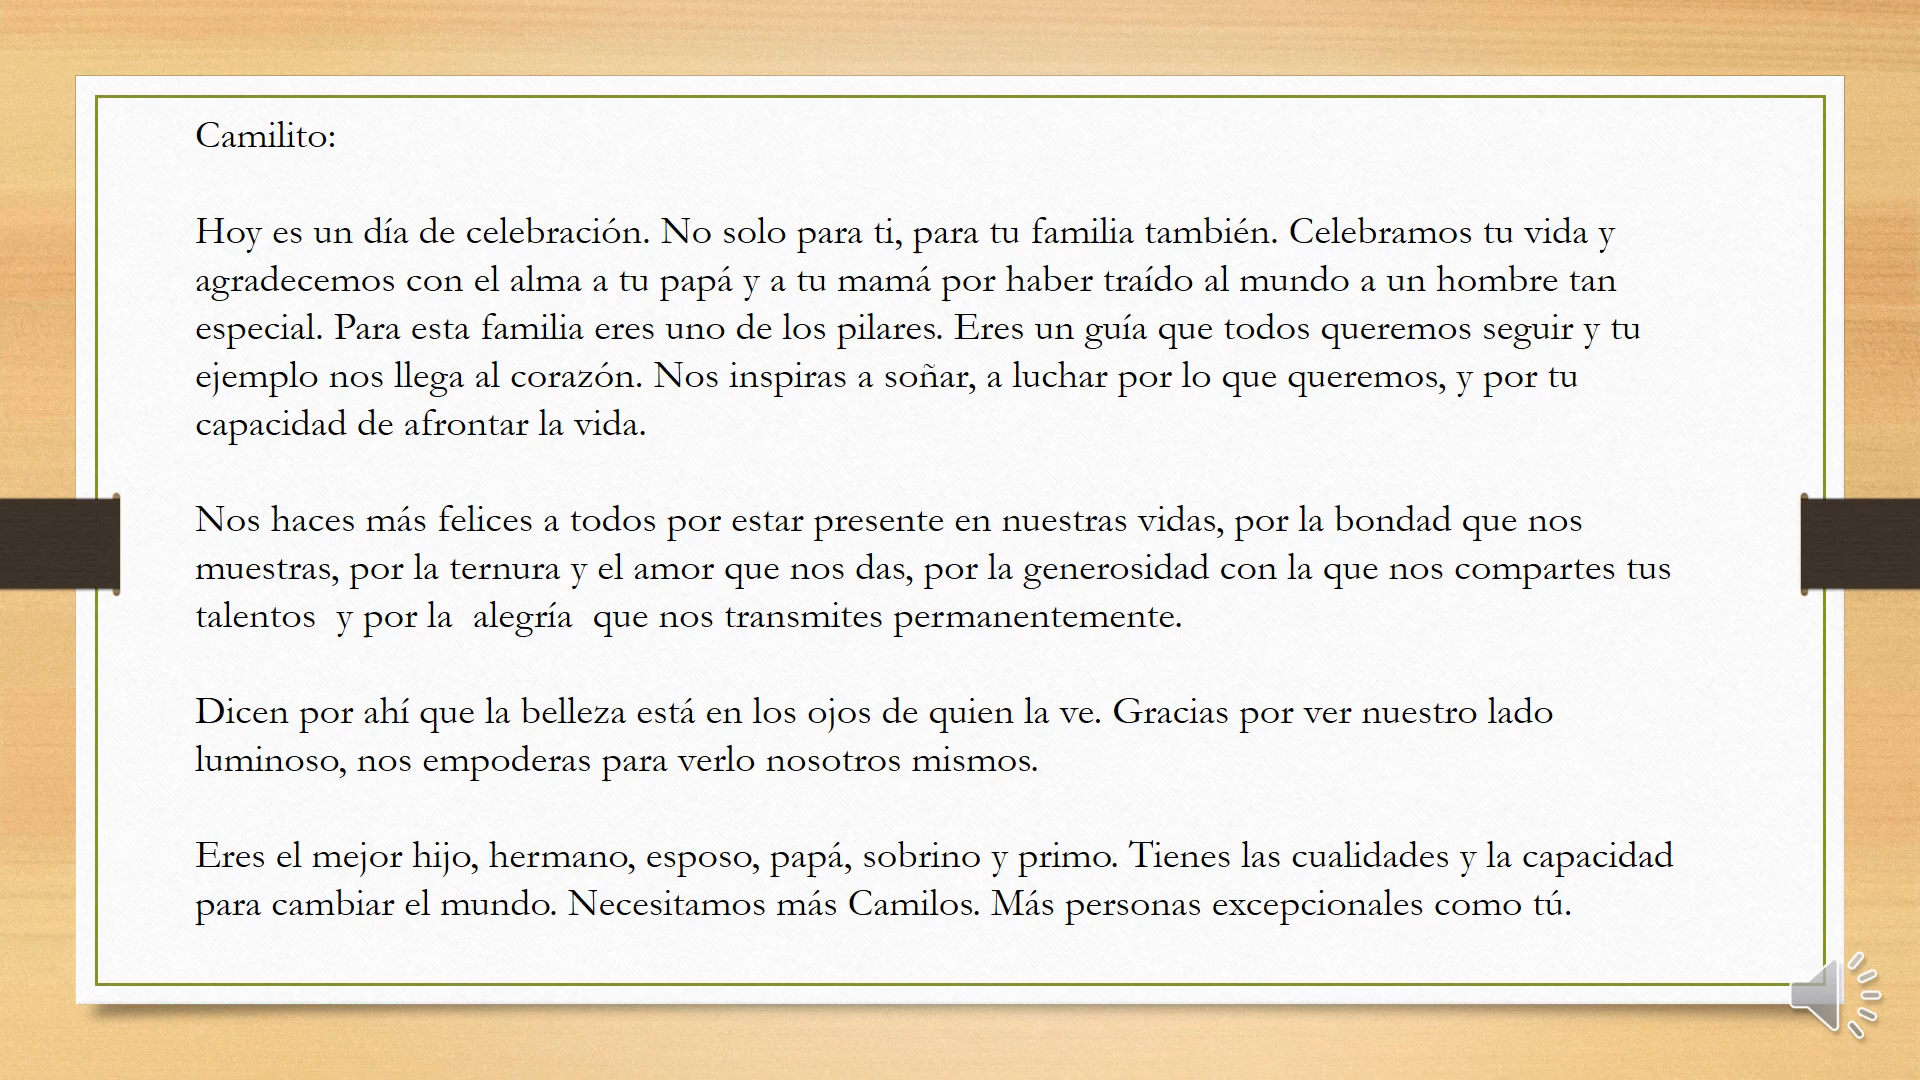 Camilito:
Hoy es un día de celebración. No solo para ti, para tu familia también. Celebramos tu vida y
agradecemos con el alma a tu papá y a tu mamá por haber traído al mundo a un hombre tan
especial. Para esta familia eres uno de los pilares. Eres un guía que todos queremos seguir y tu
ejemplo nos llega al corazón. Nos inspiras a soñar, a luchar por lo que queremos, y por tu
capacidad de afrontar la vida.
Nos haces más felices a todos por estar presente en nuestras vidas, por la bondad que nos
muestras, por la ternura y el amor que nos das, por la generosidad con la que nos compartes tus
talentos  y por la  alegría  que nos transmites permanentemente.
Dicen por ahí que la belleza está en los ojos de quien la ve. Gracias por ver nuestro lado
luminoso, nos empoderas para verlo nosotros mismos.
Eres el mejor hijo, hermano, esposo, papá, sobrino y primo. Tienes las cualidades y la capacidad
para cambiar el mundo. Necesitamos más Camilos. Más personas excepcionales como tú.